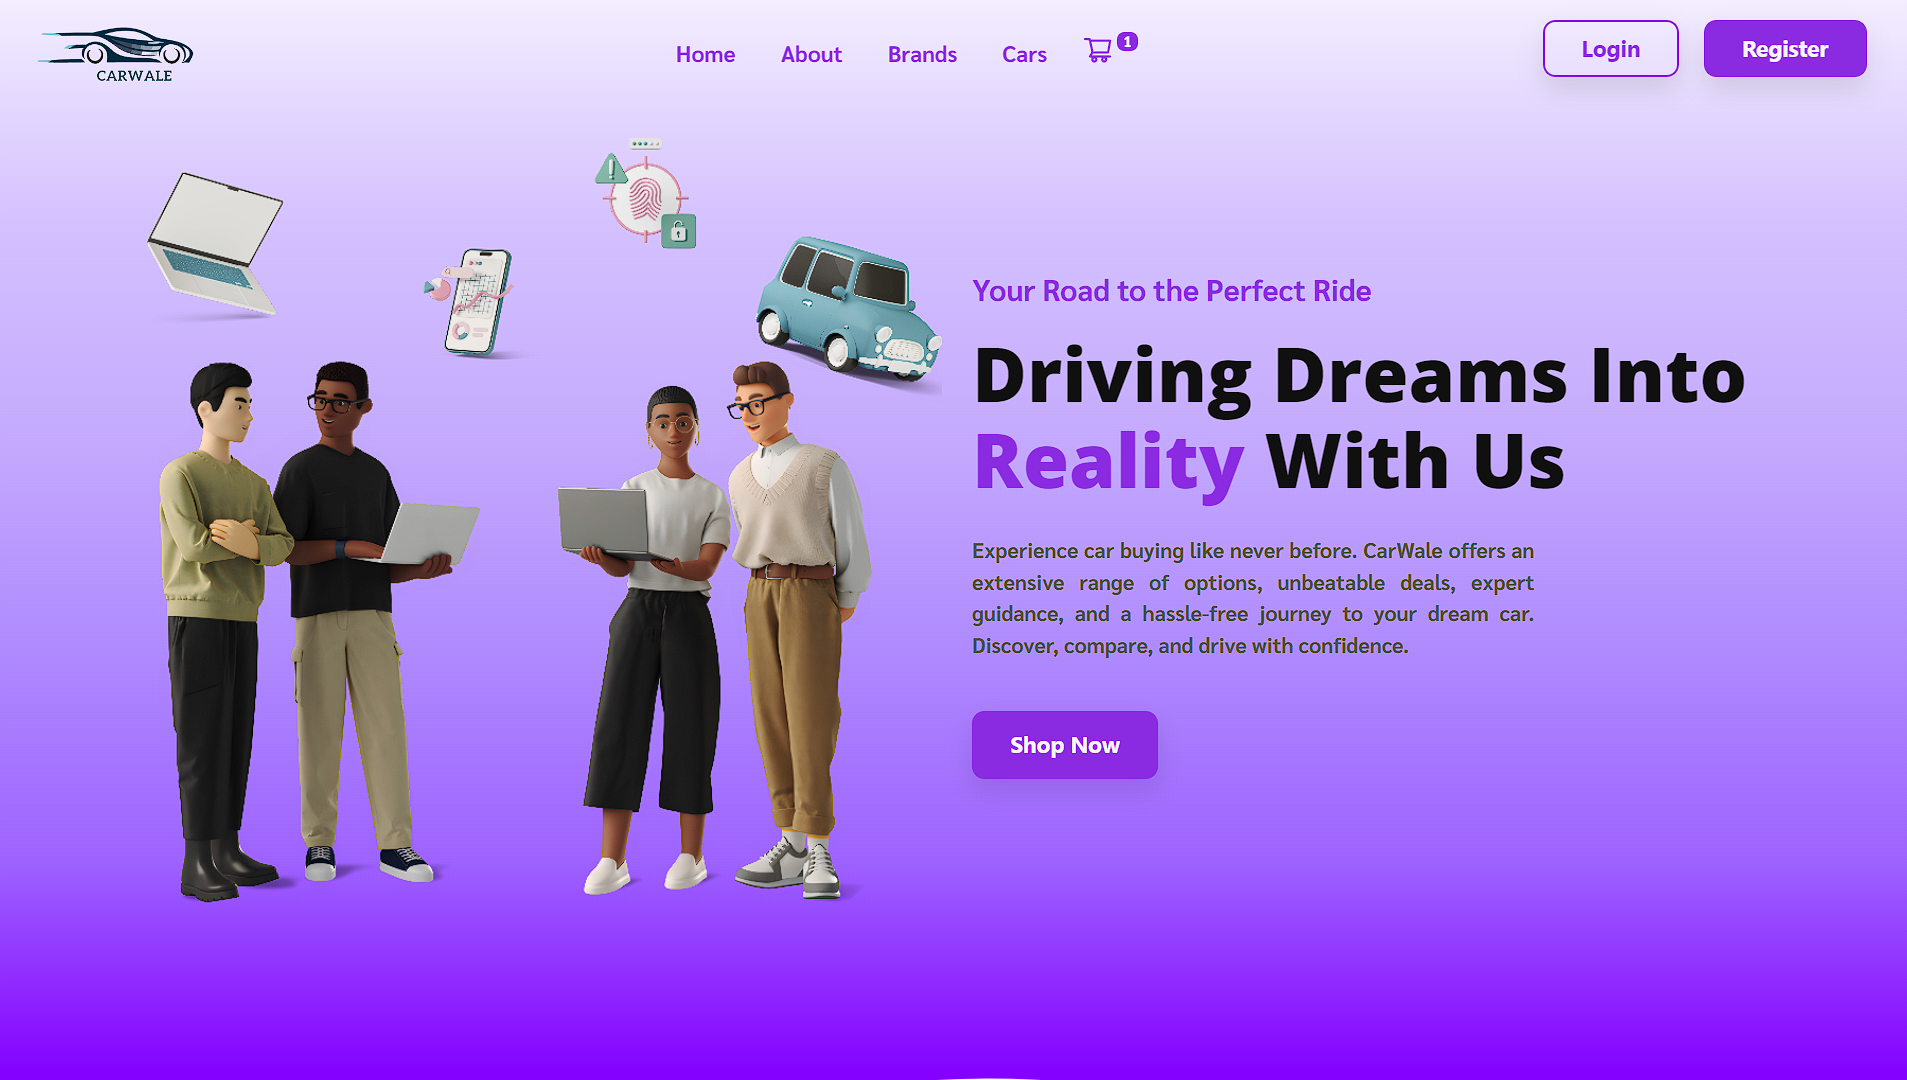 CARWALE
Home
About
Brands
Cars
1
Login
Register
Your Road to the Perfect Ride
Driving Dreams Into
Reality With Us
Experience car buying like never before. CarWale offers an
extensive range of options, unbeatable deals, expert
guidance, and a hassle-free journey to your dream car.
Discover, compare, and drive with confidence.
Shop Now